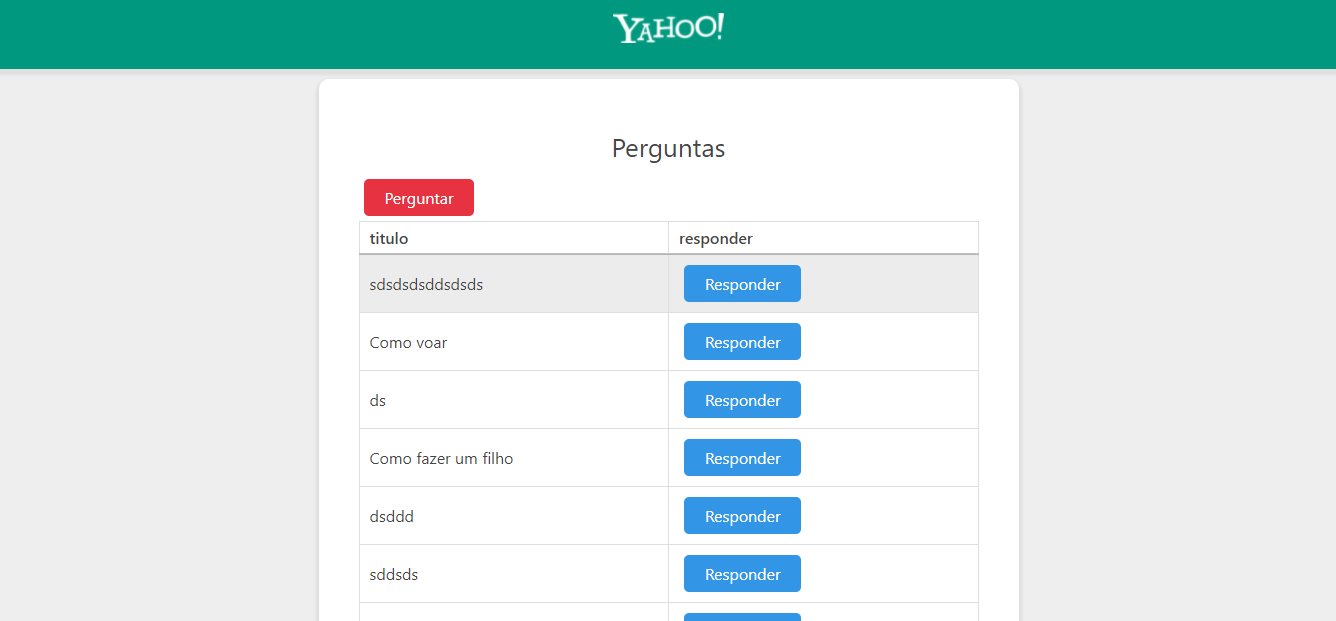 YAHOO!
Perguntas
Perguntar
titulo responder
sdsdsdsddsdsds Responder
Como voar Responder
ds Responder
Como fazer um filho Responder
dsddd Responder
sddsds Responder